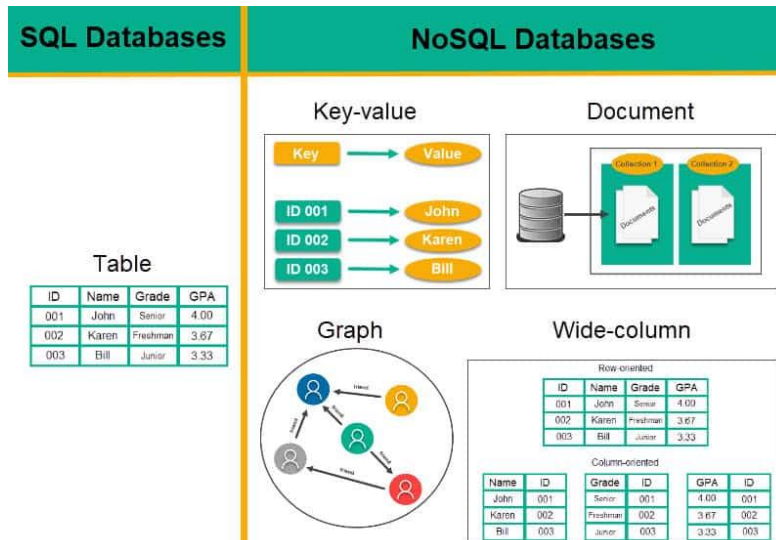 SQL Databases
NoSQL Databases
Table
ID Name Grade GPA
001 John Senior 4.00
002 Karen Freshman 3.67
003 Bill Junior 3.33
Key-value
Key Value
ID 001 John
ID 002 Karen
ID 003 Bill
Document
Collection 1 Collection 2
Documents Documents
Graph
friend
friend
friend
friend
friend
Wide-column
Row-oriented
ID Name Grade GPA
001 John Senior 4.00
002 Karen Freshman 3.67
003 Bill Junior 3.33
Column-oriented
Name ID Grade ID GPA ID
John 001 Senior 001 4.00 001
Karen 002 Freshman 002 3.67 002
Bill 003 Junior 003 3.33 003